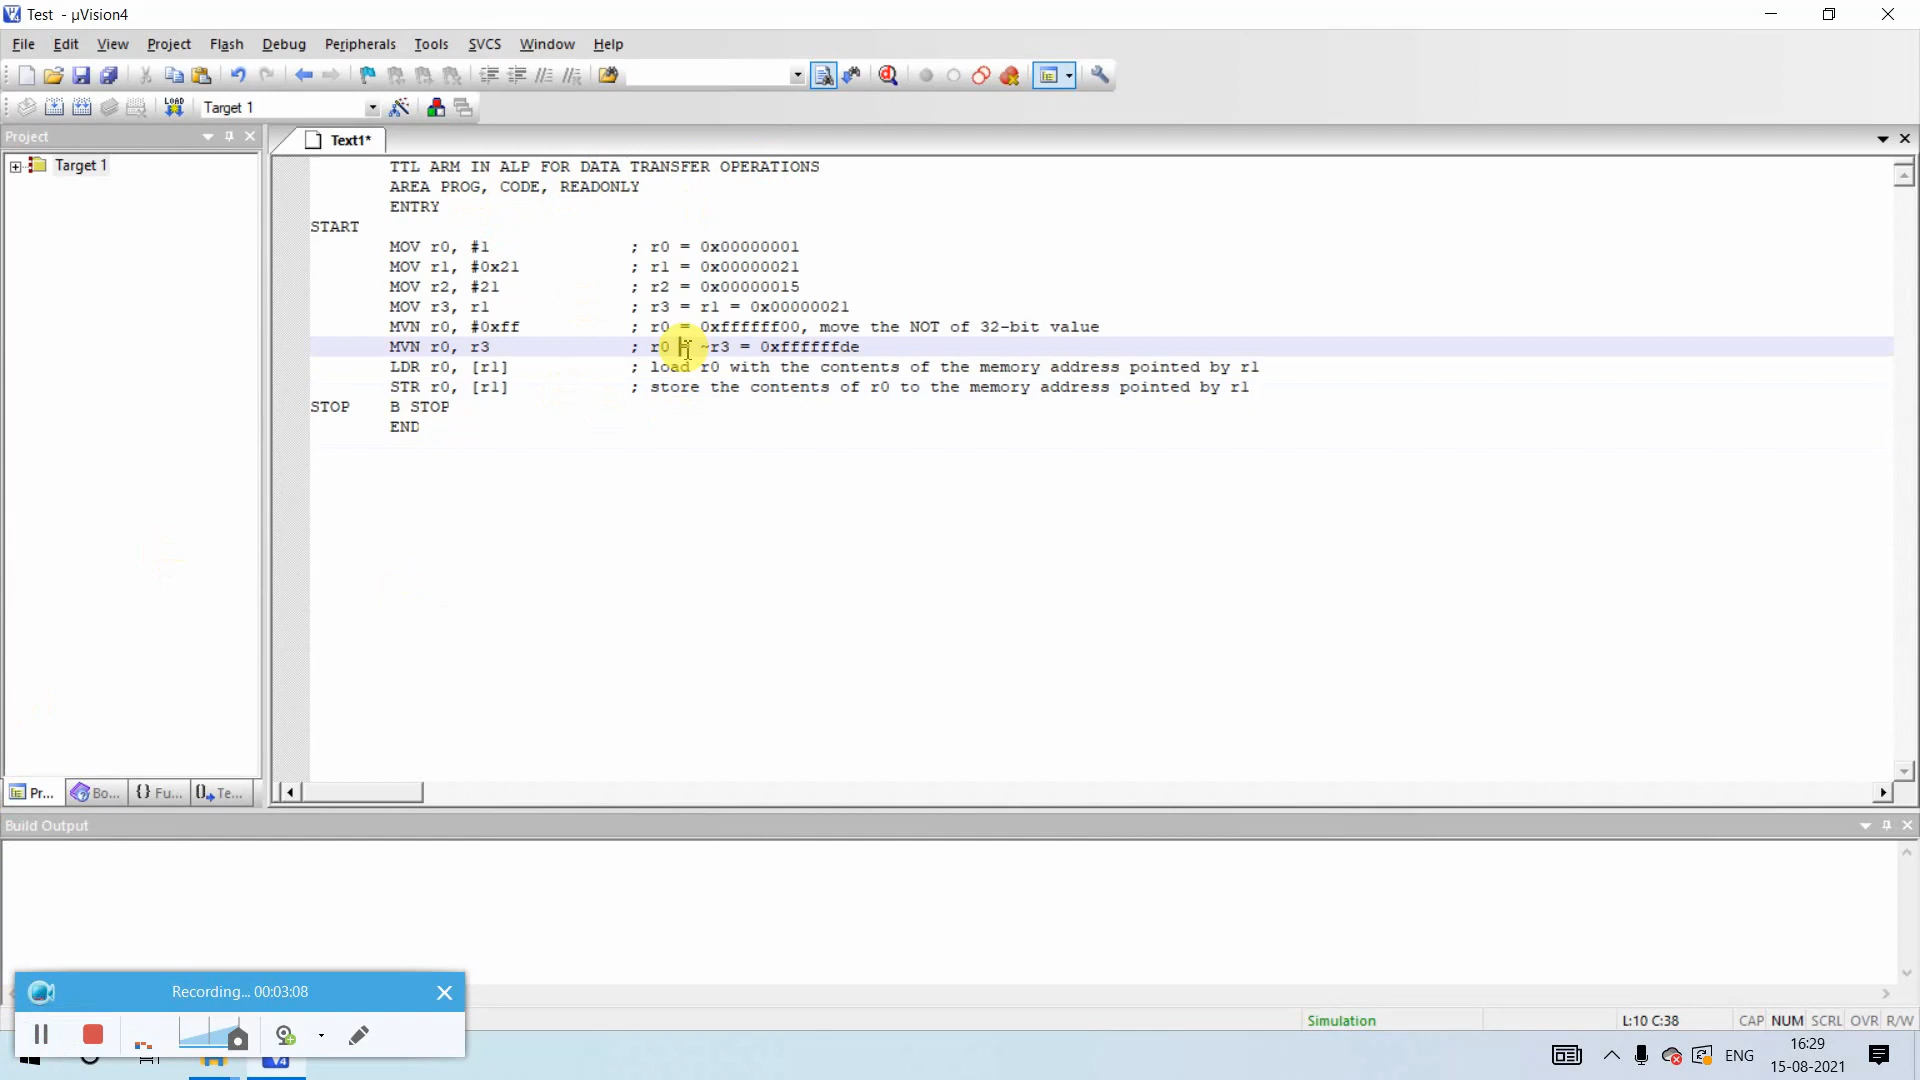 Test - µVision4
File Edit View Project Flash Debug Peripherals Tools SVCS Window Help
LOAD Target 1
Project
Text1*
Target 1
TTL ARM IN ALP FOR DATA TRANSFER OPERATIONS
AREA PROG, CODE, READONLY
ENTRY
START
MOV r0, #1 ; r0 = 0x00000001
MOV r1, #0x21 ; r1 = 0x00000021
MOV r2, #21 ; r2 = 0x00000015
MOV r3, r1 ; r3 = r1 = 0x00000021
MVN r0, #0xff ; r0 = 0xffffff00, move the NOT of 32-bit value
MVN r0, r3 ; r0 = ~r3 = 0xffffffde
LDR r0, [r1] ; load r0 with the contents of the memory address pointed by r1
STR r0, [r1] ; store the contents of r0 to the memory address pointed by r1
STOP B STOP
END
Pr... Bo... {} Fu... Te...
Build Output
Recording... 00:03:08
Simulation L:10 C:38 CAP NUM SCRL OVR R/W
ENG
16:29
15-08-2021